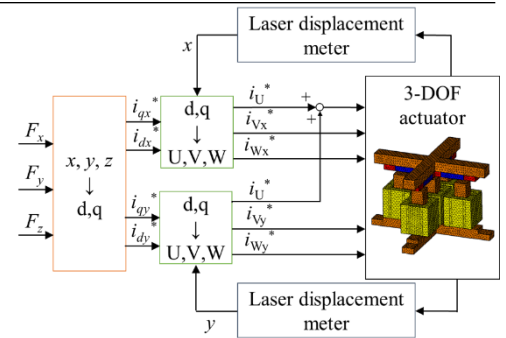 Laser displacement
meter
x
3-DOF
actuator
F_x
F_y
F_z
x, y, z
↓
d,q
i_qx*
i_dx*
i_qy*
i_dy*
d,q
↓
U,V,W
d,q
↓
U,V,W
i_U*
i_Vx*
i_Wx*
+
+
i_U*
i_Vy*
i_Wy*
y
Laser displacement
meter